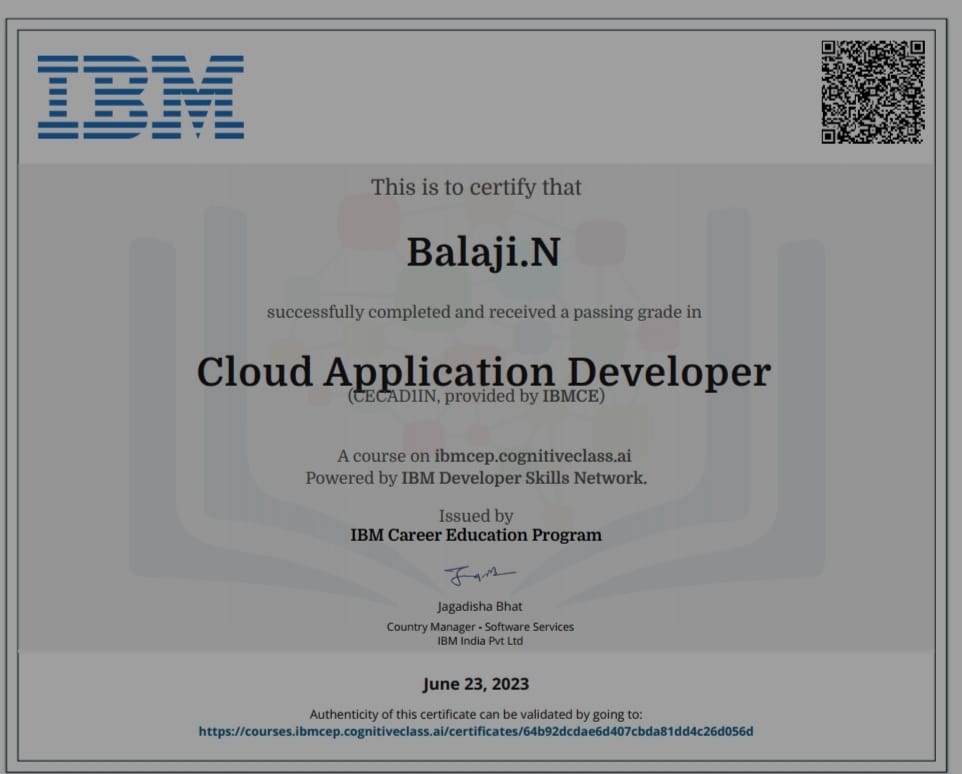 IBM
This is to certify that
Balaji.N
successfully completed and received a passing grade in
Cloud Application Developer
(CECAD1IN, provided by IBMCE)
A course on ibmcep.cognitiveclass.ai
Powered by IBM Developer Skills Network.
Issued by
IBM Career Education Program
Jagadisha Bhat
Country Manager - Software Services
IBM India Pvt Ltd
June 23, 2023
Authenticity of this certificate can be validated by going to:
https://courses.ibmcep.cognitiveclass.ai/certificates/64b92dcdae6d407cbda81dd4c26d056d